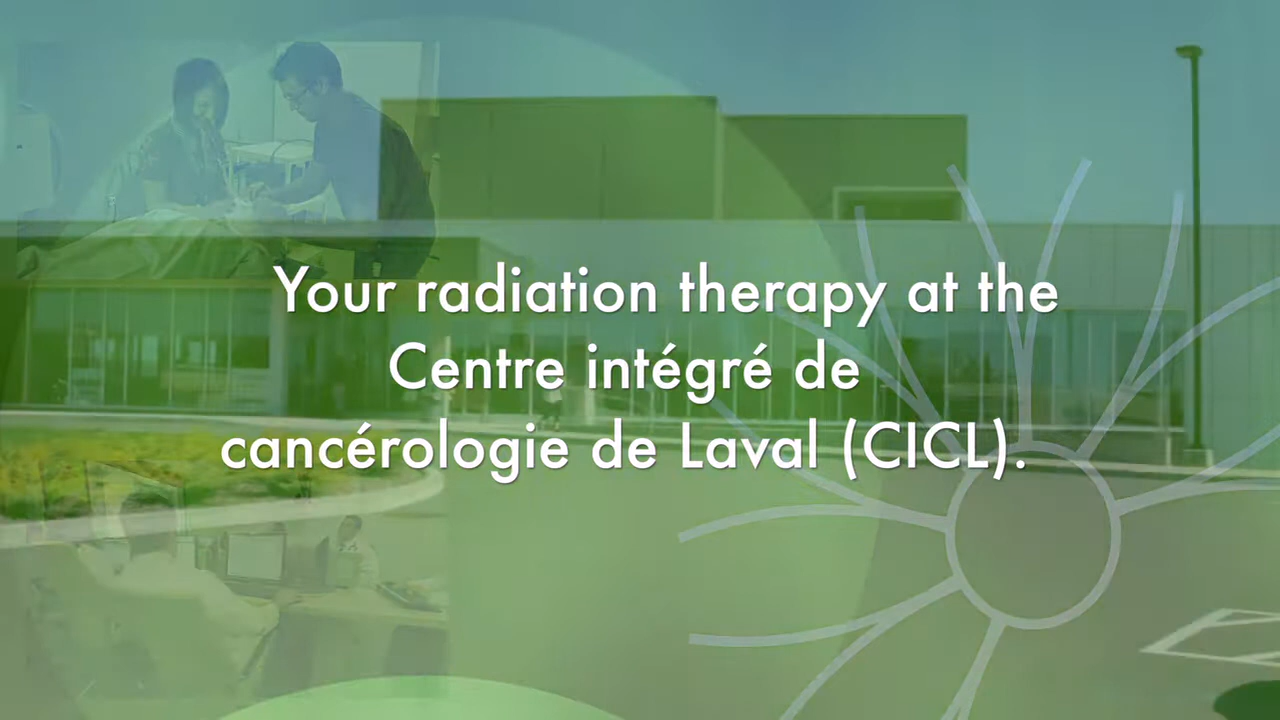 Your radiation therapy at the
Centre intégré de
cancérologie de Laval (CICL).